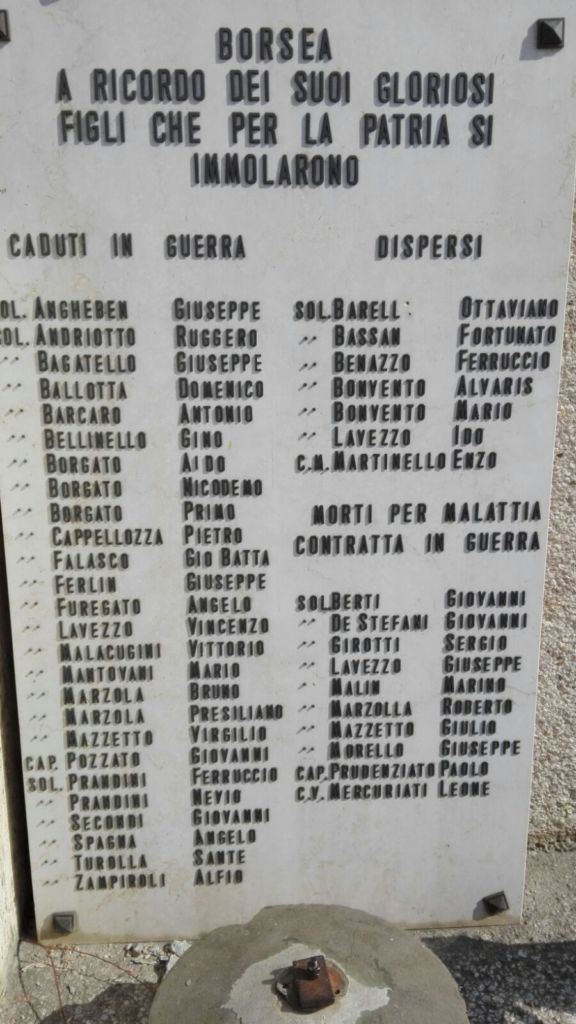 BORSEA
A RICORDO DEI SUOI GLORIOSI
FIGLI CHE PER LA PATRIA SI
IMMOLARONO
CADUTI IN GUERRA
OL. ANGHEBEN GIUSEPPE
OL. ANDRIOTTO RUGGERO
" BAGATELLO GIUSEPPE
" BALLOTTA DOMENICO
" BARCARO ANTONIO
" BELLINELLO GINO
" BORGATO AIDO
" BORGATO NICODEMO
" BORGATO PRIMO
" CAPPELLOZZA PIETRO
" FALASCO GIO BATTA
" FERLIN GIUSEPPE
" FUREGATO ANGELO
" LAVEZZO VINCENZO
" MALACUGINI VITTORIO
" MANTOVANI MARIO
" MARZOLA BRUNO
" MARZOLA PRESILIANO
" MAZZETTO VIRGILIO
CAP. POZZATO GIOVANNI
SOL. PRANDINI FERRUCCIO
" PRANDINI NEVIO
" SECONDI GIOVANNI
" SPAGNA ANGELO
" TUROLLA SANTE
" ZAMPIROLI ALFIO
DISPERSI
SOL. BARELL OTTAVIANO
" BASSAN FORTUNATO
" BENAZZO FERRUCCIO
" BONVENTO ALVARIS
" BONVENTO MARIO
" LAVEZZO IDO
C.M. MARTINELLO ENZO
MORTI PER MALATTIA
CONTRATTA IN GUERRA
SOL. BERTI GIOVANNI
" DE STEFANI GIOVANNI
" GIROTTI SERGIO
" LAVEZZO GIUSEPPE
" MALIN MARINO
" MARZOLLA ROBERTO
" MAZZETTO GIULIO
" MORELLO GIUSEPPE
CAP. PRUDENZIATO PAOLO
C.V. MERCURIATI LEONE